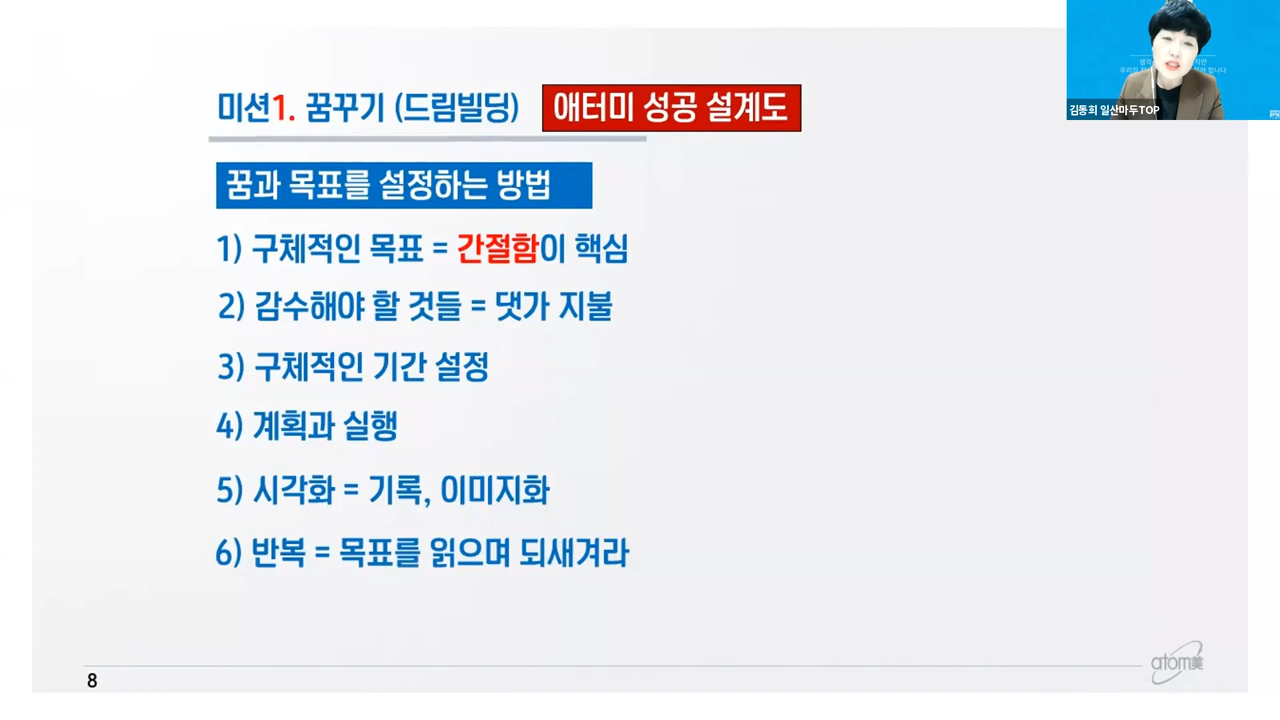 미션1. 꿈꾸기 (드림빌딩)
애터미 성공 설계도
꿈과 목표를 설정하는 방법
1) 구체적인 목표 = 간절함이 핵심
2) 감수해야 할 것들 = 댓가 지불
3) 구체적인 기간 설정
4) 계획과 실행
5) 시각화 = 기록, 이미지화
6) 반복 = 목표를 읽으며 되새겨라
김동희 일산마두TOP
atom美
8